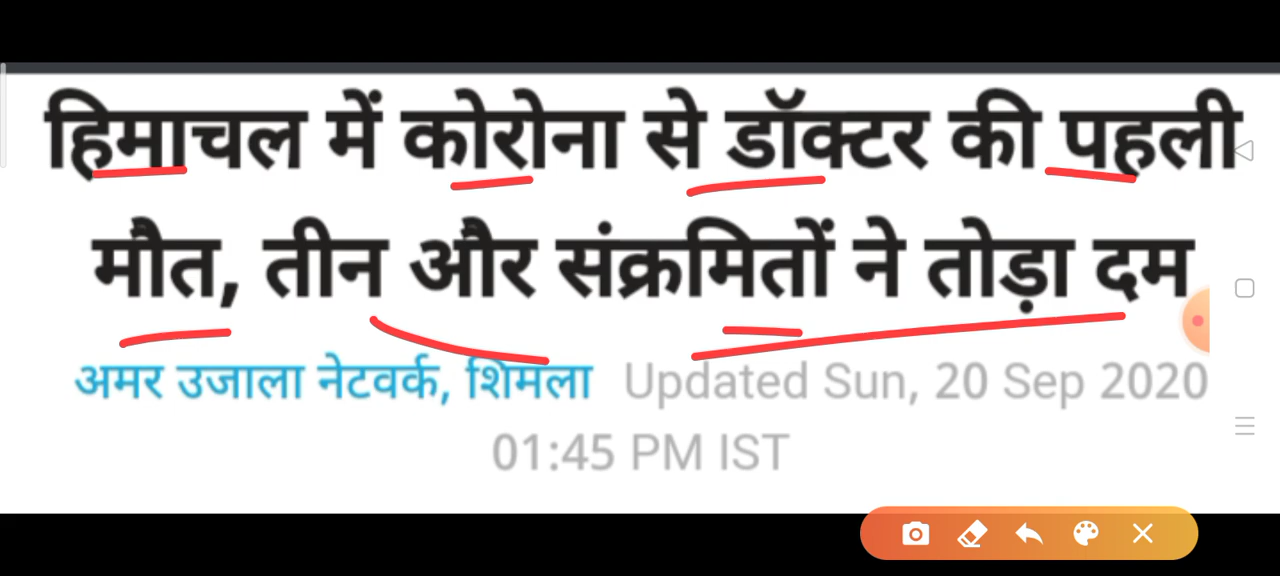 हिमाचल में कोरोना से डॉक्टर की पहली
मौत, तीन और संक्रमितों ने तोड़ा दम
अमर उजाला नेटवर्क, शिमला Updated Sun, 20 Sep 2020
01:45 PM IST